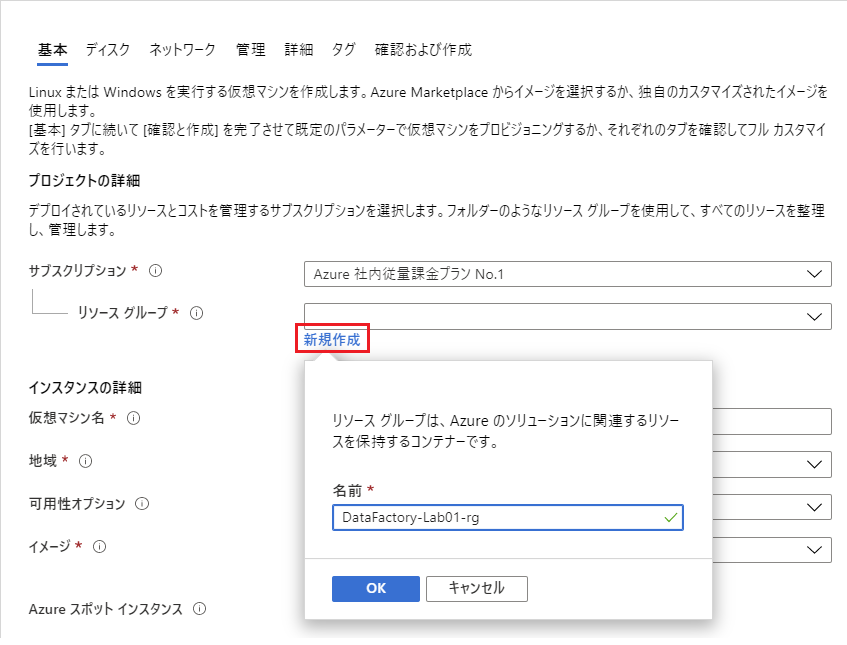 基本 ディスク ネットワーク 管理 詳細 タグ 確認および作成
Linux または Windows を実行する仮想マシンを作成します。Azure Marketplace からイメージを選択するか、独自のカスタマイズされたイメージを
使用します。
[基本] タブに続いて [確認と作成] を完了させて既定のパラメーターで仮想マシンをプロビジョニングするか、それぞれのタブを確認してフル カスタマイ
ズを行います。
プロジェクトの詳細
デプロイされているリソースとコストを管理するサブスクリプションを選択します。フォルダーのようなリソース グループを使用して、すべてのリソースを整理
し、管理します。
サブスクリプション *
Azure 社内従量課金プラン No.1
リソース グループ *
新規作成
リソース グループは、Azure のソリューションに関連するリソー
スを保持するコンテナーです。
名前 *
DataFactory-Lab01-rg
OK キャンセル
インスタンスの詳細
仮想マシン名 *
地域 *
可用性オプション
イメージ *
Azure スポット インスタンス